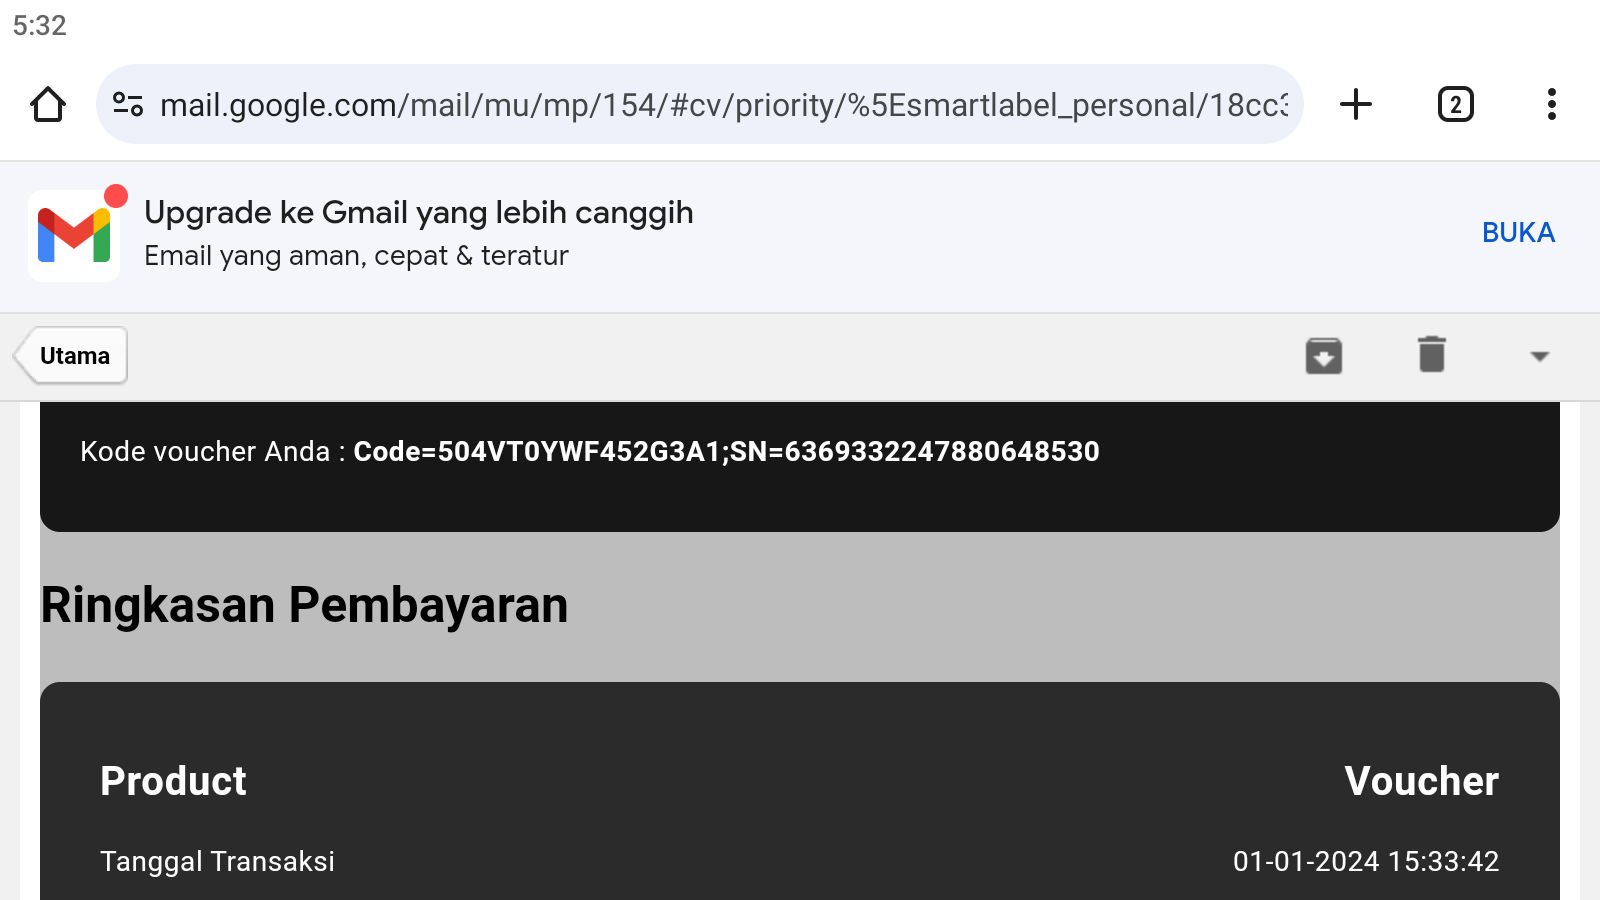 5:32
mail.google.com/mail/mu/mp/154/#cv/priority/%5Esmartlabel_personal/18cc3
2
Upgrade ke Gmail yang lebih canggih
Email yang aman, cepat & teratur
BUKA
Utama
Kode voucher Anda : Code=504VT0YWF452G3A1;SN=6369332247880648530
Ringkasan Pembayaran
Product Voucher
Tanggal Transaksi 01-01-2024 15:33:42